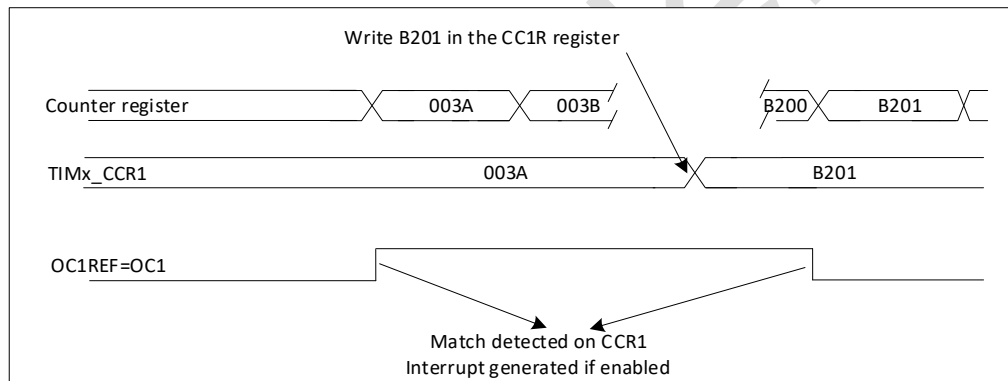 Write B201 in the CC1R register
Counter register 003A 003B B200 B201
TIMx_CCR1 003A B201
OC1REF=OC1
Match detected on CCR1
Interrupt generated if enabled